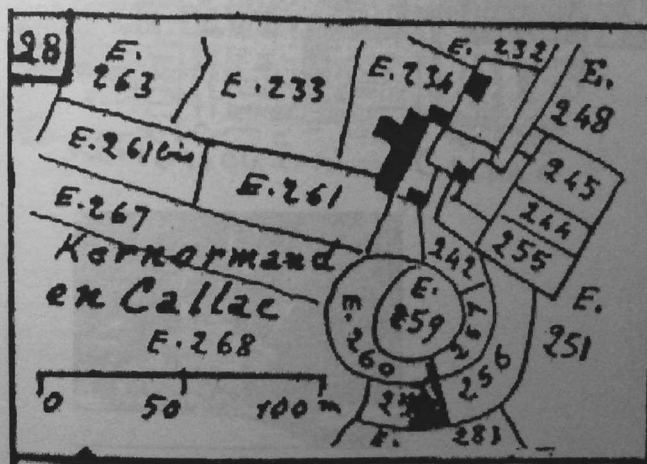 28
E. 263
E. 233
E. 234
E. 232
E. 248
E. 261 bis
E. 261
245
244
255
E. 267
Kernormand
en Callac
E. 268
242
E. 259
257
E. 260
256
E. 251
E. 281
0 50 100 m